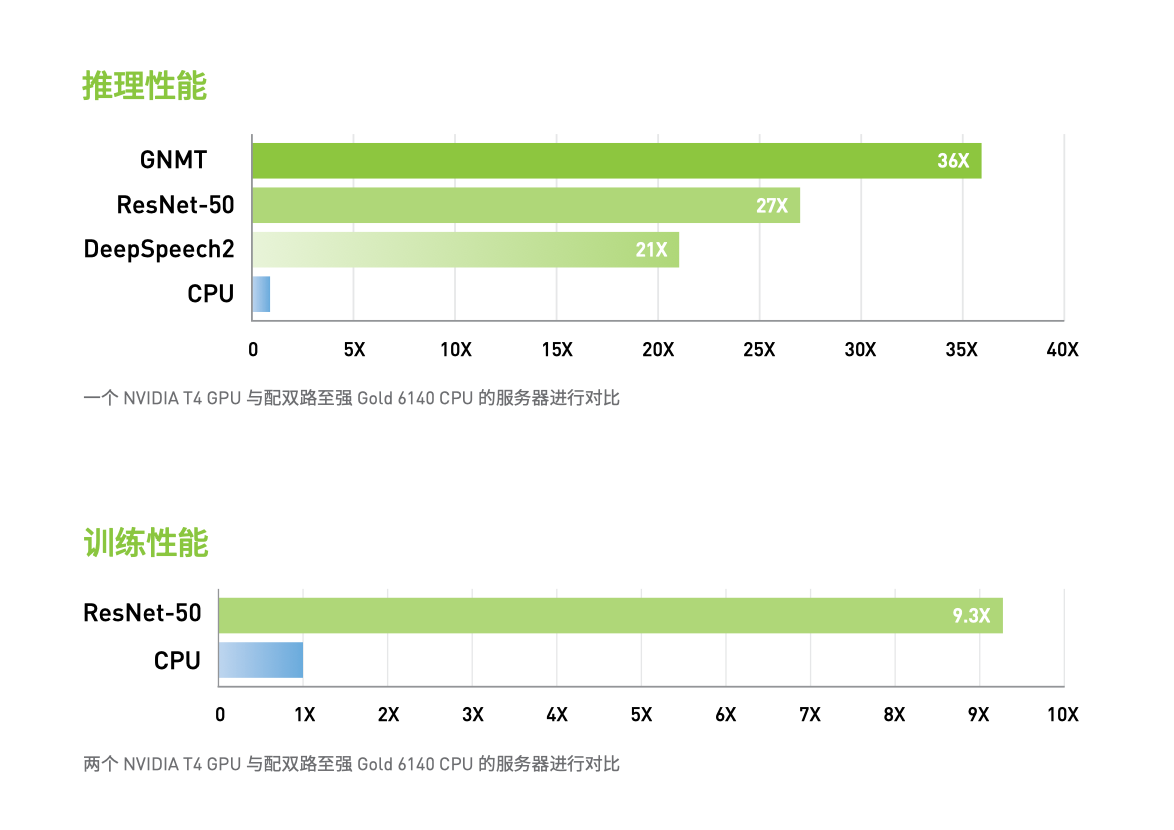 推理性能
GNMT 36X
ResNet-50 27X
DeepSpeech2 21X
CPU
0 5X 10X 15X 20X 25X 30X 35X 40X
一个 NVIDIA T4 GPU 与配双路至强 Gold 6140 CPU 的服务器进行对比
训练性能
ResNet-50 9.3X
CPU
0 1X 2X 3X 4X 5X 6X 7X 8X 9X 10X
两个 NVIDIA T4 GPU 与配双路至强 Gold 6140 CPU 的服务器进行对比